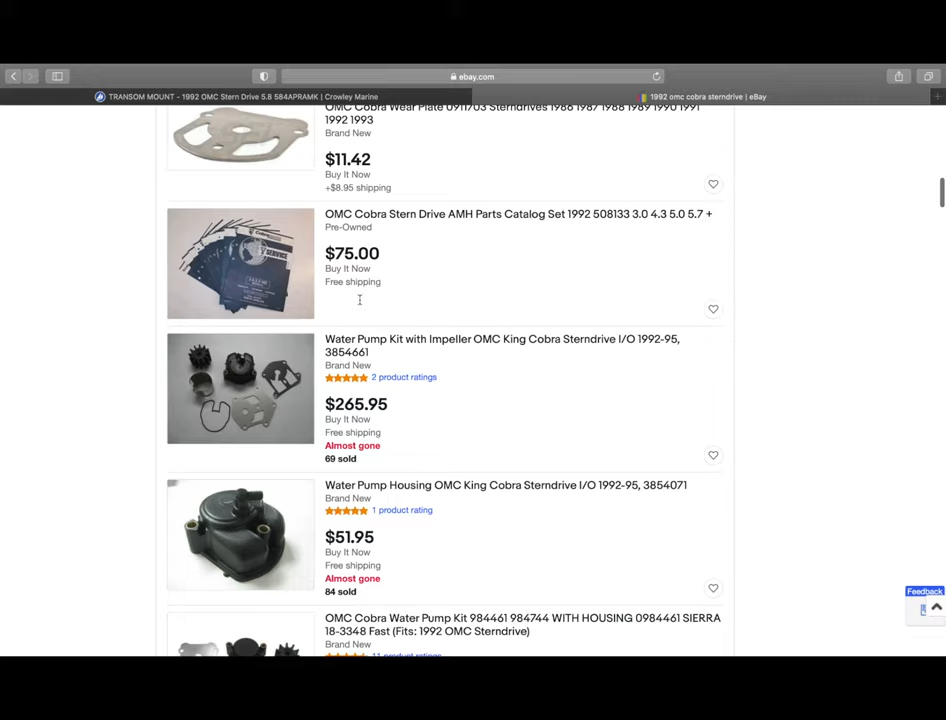 ebay.com
TRANSOM MOUNT - 1992 OMC Stern Drive 5.8 584APRAMK | Crowley Marine
1992 omc cobra sterndrive | eBay
OMC Cobra Wear Plate 0911703 Sterndrives 1986 1987 1988 1989 1990 1991
1992 1993
Brand New
$11.42
Buy It Now
+$8.95 shipping
OMC Cobra Stern Drive AMH Parts Catalog Set 1992 508133 3.0 4.3 5.0 5.7 +
Pre-Owned
$75.00
Buy It Now
Free shipping
Water Pump Kit with Impeller OMC King Cobra Sterndrive I/O 1992-95,
3854661
Brand New
2 product ratings
$265.95
Buy It Now
Free shipping
Almost gone
69 sold
Water Pump Housing OMC King Cobra Sterndrive I/O 1992-95, 3854071
Brand New
1 product rating
$51.95
Buy It Now
Free shipping
Almost gone
84 sold
Feedback
OMC Cobra Water Pump Kit 984461 984744 WITH HOUSING 0984461 SIERRA
18-3348 Fast (Fits: 1992 OMC Sterndrive)
Brand New
11 product ratings